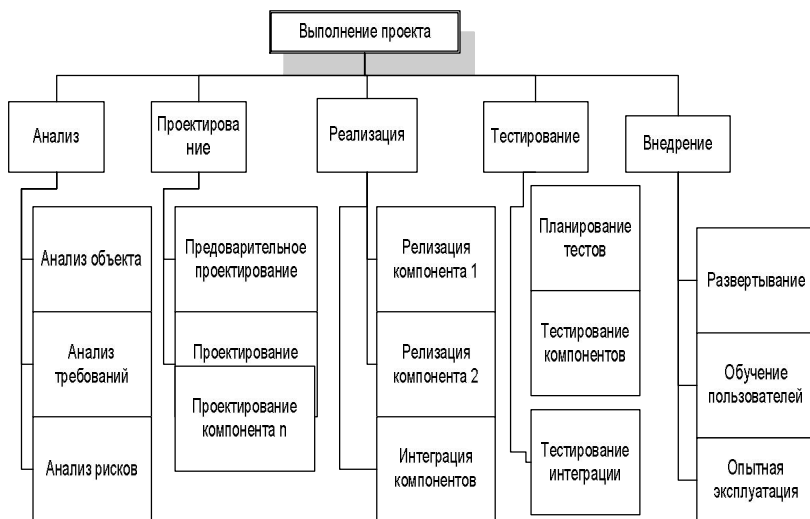 Выполнение проекта
Анализ
Проектирова
ние
Реализация
Тестирование
Внедрение
Анализ объекта
Анализ
требований
Анализ рисков
Предоварительное
проектирование
Проектирование
Проектирование
компонента n
Релизация
компонента 1
Релизация
компонента 2
Интеграция
компонентов
Планирование
тестов
Тестирование
компонентов
Тестирование
интеграции
Развертывание
Обучение
пользователей
Опытная
эксплуатация